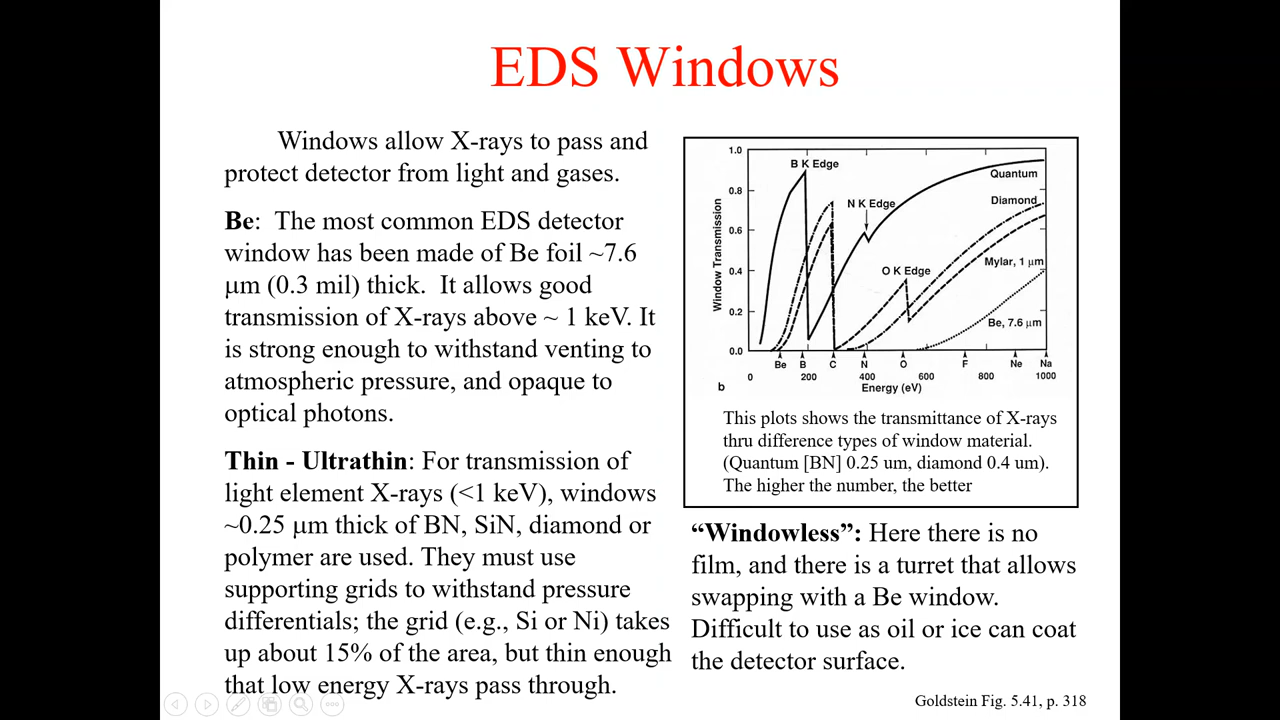 EDS Windows
Windows allow X-rays to pass and
protect detector from light and gases.
Be:  The most common EDS detector
window has been made of Be foil ~7.6
μm (0.3 mil) thick.  It allows good
transmission of X-rays above ~ 1 keV. It
is strong enough to withstand venting to
atmospheric pressure, and opaque to
optical photons.
Thin - Ultrathin: For transmission of
light element X-rays (<1 keV), windows
~0.25 μm thick of BN, SiN, diamond or
polymer are used. They must use
supporting grids to withstand pressure
differentials; the grid (e.g., Si or Ni) takes
up about 15% of the area, but thin enough
that low energy X-rays pass through.
1.0
0.8
0.6
0.4
0.2
0.0
Window Transmission
B K Edge
N K Edge
O K Edge
Quantum
Diamond
Mylar, 1 μm
Be, 7.6 μm
Be B C N O F Ne Na
0 200 400 600 800 1000
b
Energy (eV)
This plots shows the transmittance of X-rays
thru difference types of window material.
(Quantum [BN] 0.25 um, diamond 0.4 um).
The higher the number, the better
“Windowless”: Here there is no
film, and there is a turret that allows
swapping with a Be window.
Difficult to use as oil or ice can coat
the detector surface.
Goldstein Fig. 5.41, p. 318